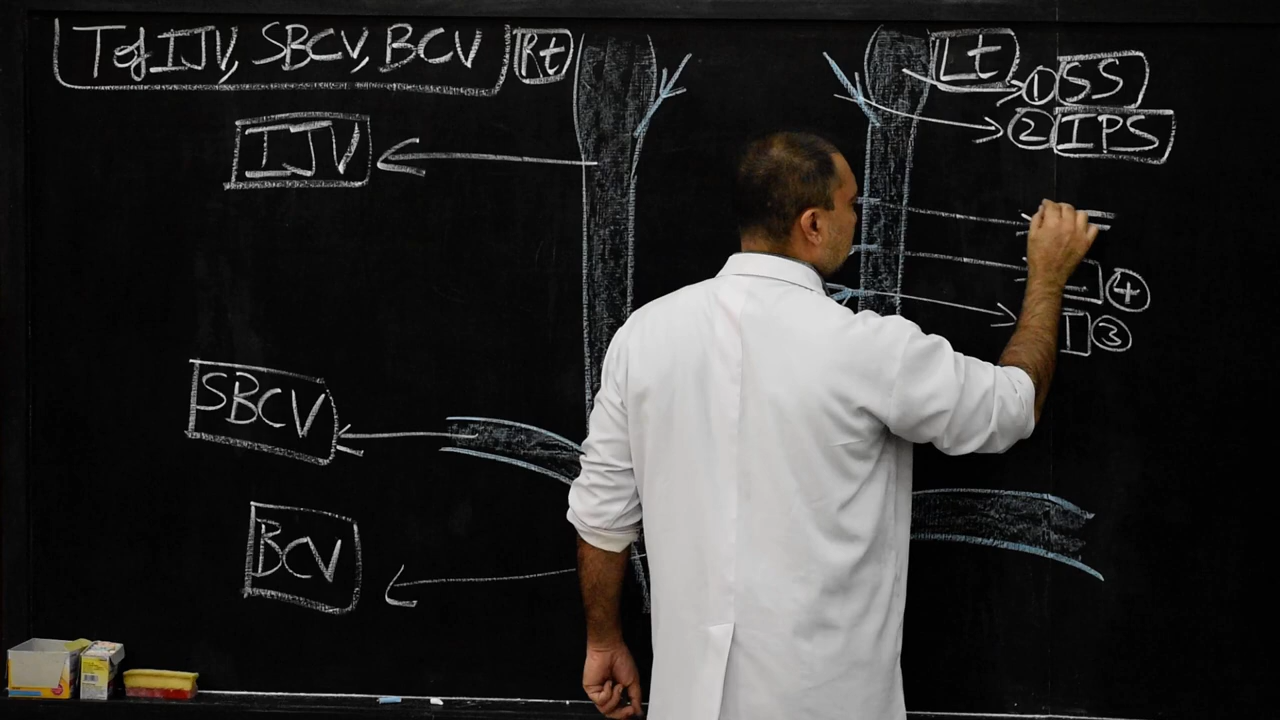 T of IJV, SBCV, BCV
Rt
Lt
① SS
② IPS
IJV
④
③
SBCV
BCV